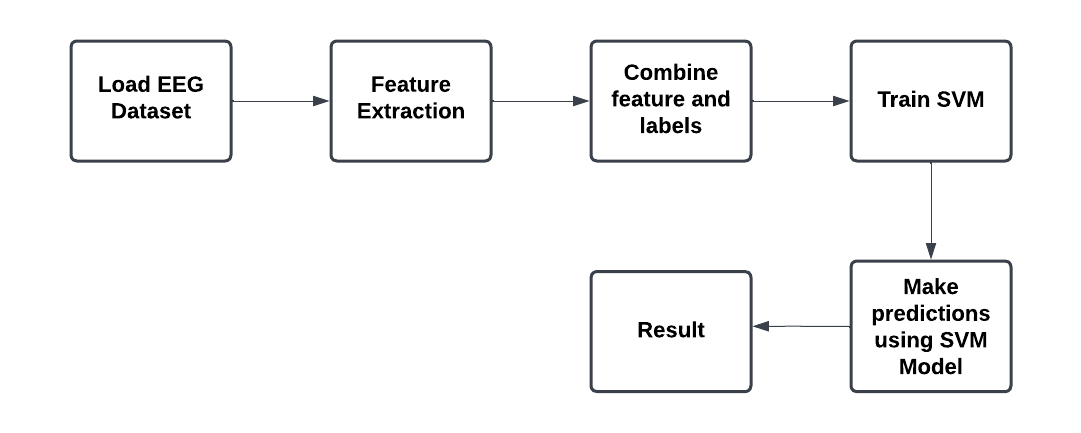 Load EEG
Dataset
Feature
Extraction
Combine
feature and
labels
Train SVM
Make
predictions
using SVM
Model
Result